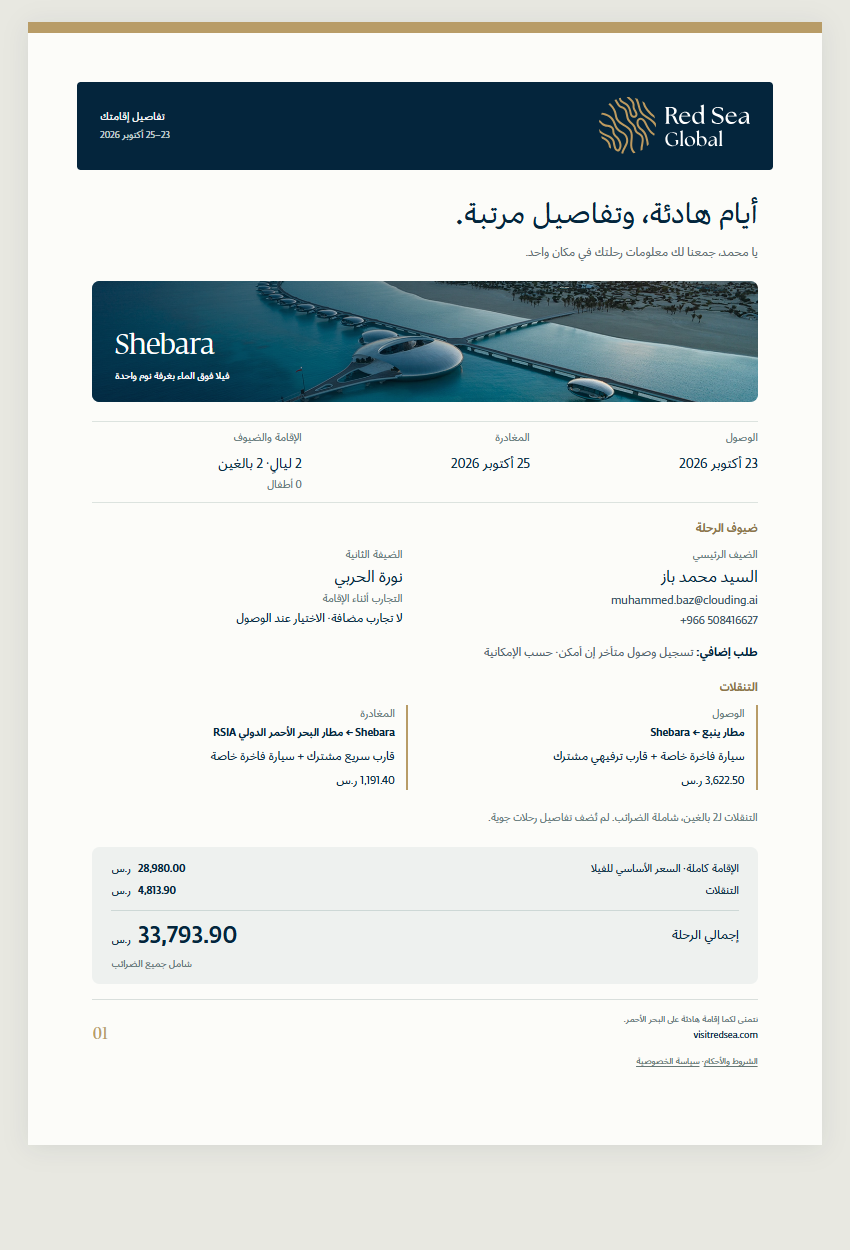 Red Sea
Global
تفاصيل إقامتك
23–25 أكتوبر 2026
أيام هادئة، وتفاصيل مرتبة.
يا محمد، جمعنا لك معلومات رحلتك في مكان واحد.
Shebara
فيلا فوق الماء بغرفة نوم واحدة
الوصول
23 أكتوبر 2026
المغادرة
25 أكتوبر 2026
الإقامة والضيوف
2 ليالٍ · 2 بالغين
0 أطفال
ضيوف الرحلة
الضيف الرئيسي
السيد محمد باز
muhammed.baz@clouding.ai
+966 508416627
الضيفة الثانية
نورة الحربي
التجارب أثناء الإقامة
لا تجارب مضافة · الاختيار عند الوصول
طلب إضافي: تسجيل وصول متأخر إن أمكن · حسب الإمكانية
التنقلات
الوصول
مطار ينبع ← Shebara
سيارة فاخرة خاصة + قارب ترفيهي مشترك
3,622.50 ر.س
المغادرة
Shebara ← مطار البحر الأحمر الدولي RSIA
قارب سريع مشترك + سيارة فاخرة خاصة
1,191.40 ر.س
التنقلات لـ2 بالغين، شاملة الضرائب. لم تُضف تفاصيل رحلات جوية.
الإقامة كاملة · السعر الأساسي للفيلا 28,980.00 ر.س
التنقلات 4,813.90 ر.س
إجمالي الرحلة 33,793.90 ر.س
شامل جميع الضرائب
نتمنى لكما إقامة هادئة على البحر الأحمر.
visitredsea.com
الشروط والأحكام · سياسة الخصوصية
01